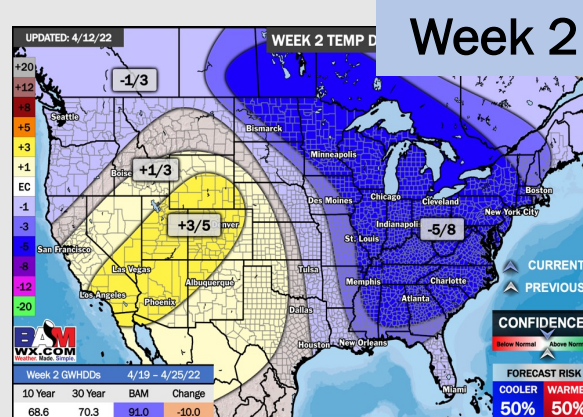 Week 2
UPDATED: 4/12/22
WEEK 2 TEMP D
+20
+12
+8
+5
+3
+1
EC
-1
-3
-5
-8
-12
-20
-1/3
Seattle
Bismarck
Minneapolis
Boise
+1/3
Boston
Des Moines
Chicago
Cleveland
New York City
+3/5
nver
Indianapoli
-5/8
San Francisco
St. Louis
Las Vegas
Tulsa
CURRENT
Albuquerque
Memphis
Charlotte
PREVIOUS
Los Angeles
Phoenix
Atlanta
Dallas
CONFIDENCE
BAM
WX.COM
Weather. Made. Simple.
Houston
New Orleans
Below Normal
Above Norm
Week 2 GWHDDs
4/19 – 4/25/22
Miami
FORECAST RISK
10 Year
30 Year
BAM
Change
COOLER
WARME
68.6
70.3
91.0
-10.0
50%
50%